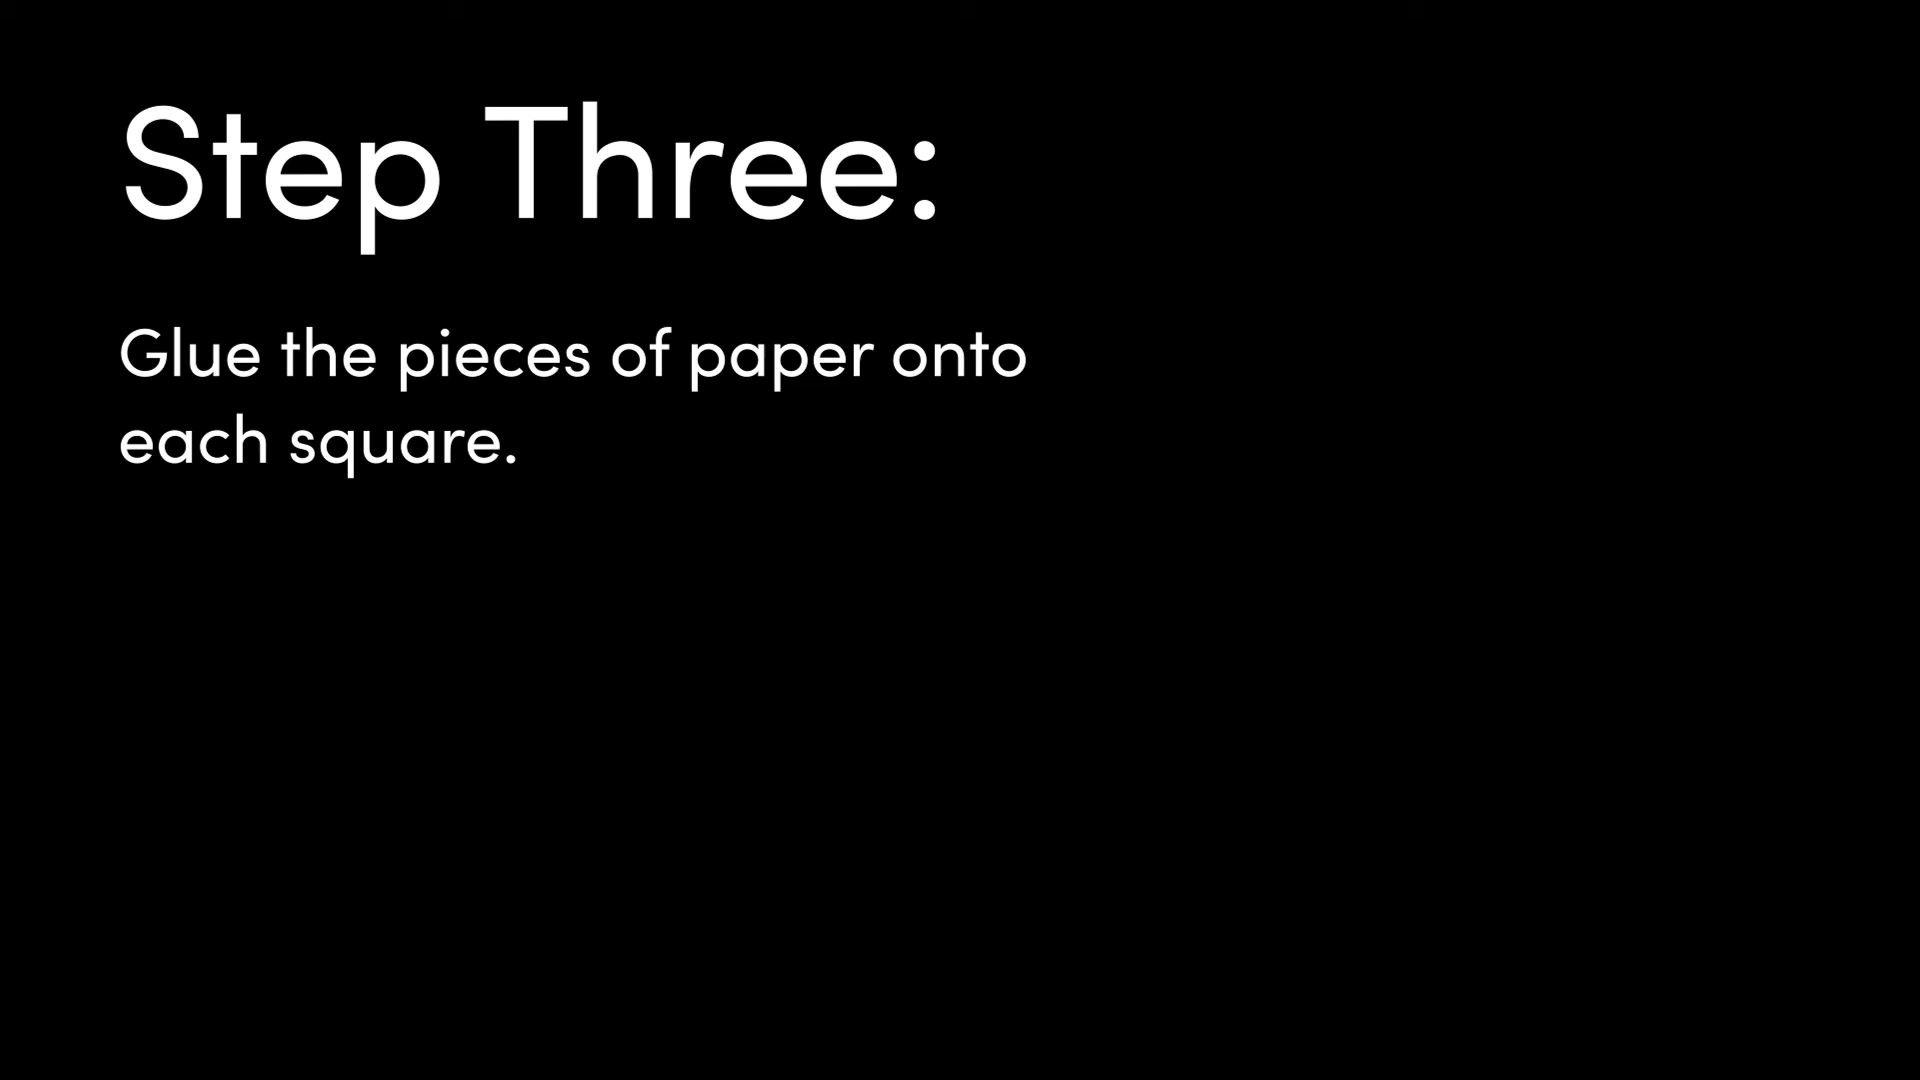 Step Three:
Glue the pieces of paper onto
each square.